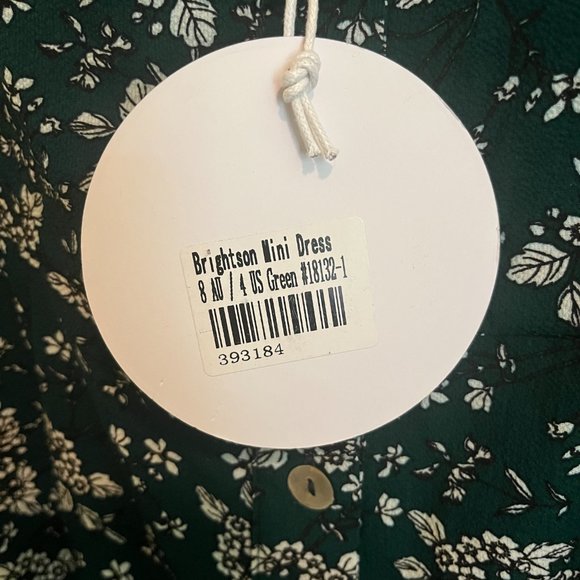 Brightson Mini Dress
8 AU / 4 US Green #18132-1
393184